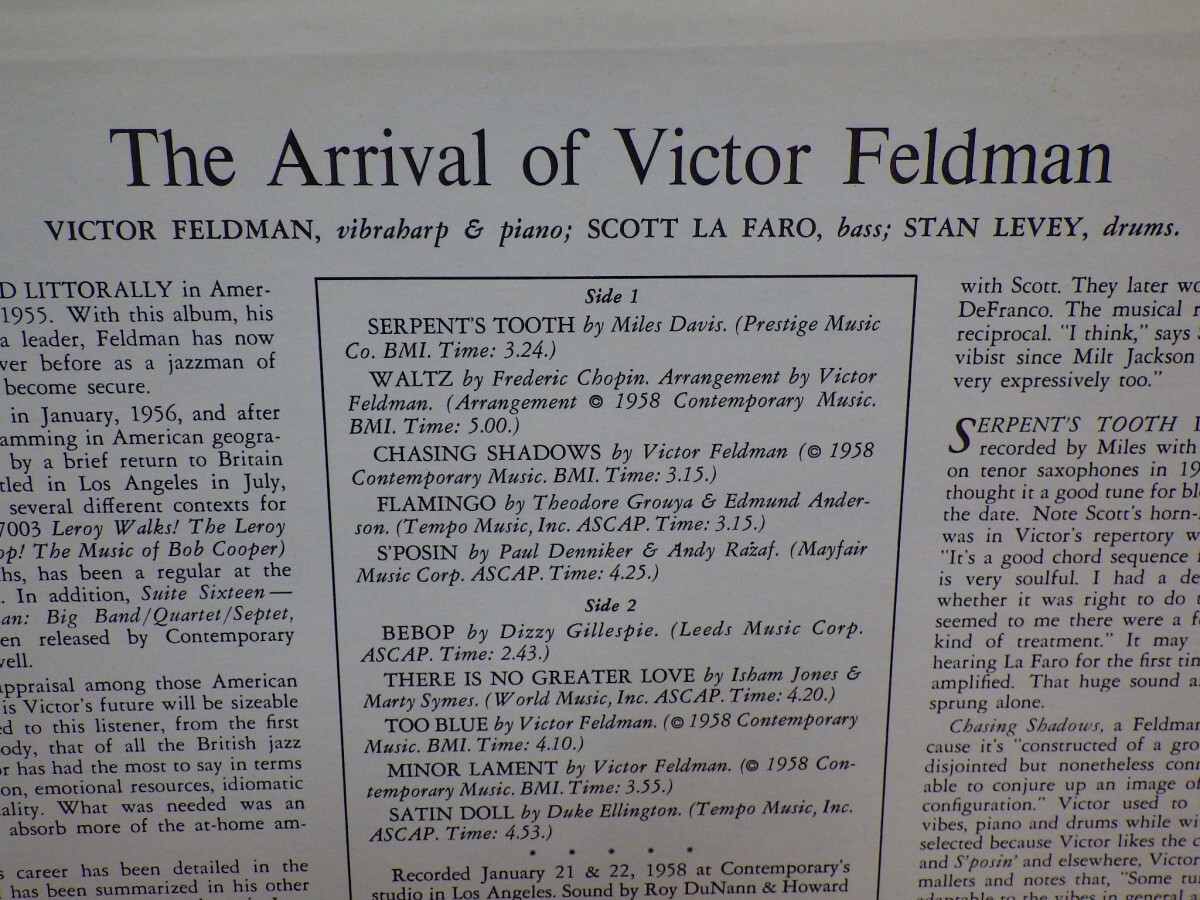 The Arrival of Victor Feldman
VICTOR FELDMAN, vibraharp & piano; SCOTT LA FARO, bass; STAN LEVEY, drums.
D LITTORALLY in Amer-
1955. With this album, his
a leader, Feldman has now
ver before as a jazzman of
become secure.
in January, 1956, and after
amming in American geogra-
by a brief return to Britain
tled in Los Angeles in July,
several different contexts for
7003 Leroy Walks! The Leroy
op! The Music of Bob Cooper)
hs, has been a regular at the
. In addition, Suite Sixteen—
an: Big Band/Quartet/Septet,
en released by Contemporary
well.
appraisal among those American
is Victor's future will be sizeable
ed to this listener, from the first
ody, that of all the British jazz
or has had the most to say in terms
on, emotional resources, idiomatic
ality. What was needed was an
absorb more of the at-home am-
s career has been detailed in the
has been summarized in his other
Side 1
SERPENT'S TOOTH by Miles Davis. (Prestige Music
Co. BMI. Time: 3.24.)
WALTZ by Frederic Chopin. Arrangement by Victor
Feldman. (Arrangement © 1958 Contemporary Music.
BMI. Time: 5.00.)
CHASING SHADOWS by Victor Feldman (© 1958
Contemporary Music. BMI. Time: 3.15.)
FLAMINGO by Theodore Grouya & Edmund Ander-
son. (Tempo Music, Inc. ASCAP. Time: 3.15.)
S'POSIN by Paul Denniker & Andy Razaf. (Mayfair
Music Corp. ASCAP. Time: 4.25.)
Side 2
BEBOP by Dizzy Gillespie. (Leeds Music Corp.
ASCAP. Time: 2.43.)
THERE IS NO GREATER LOVE by Isham Jones &
Marty Symes. (World Music, Inc. ASCAP. Time: 4.20.)
TOO BLUE by Victor Feldman. (© 1958 Contemporary
Music. BMI. Time: 4.10.)
MINOR LAMENT by Victor Feldman. (© 1958 Con-
temporary Music. BMI. Time: 3.55.)
SATIN DOLL by Duke Ellington. (Tempo Music, Inc.
ASCAP. Time: 4.53.)
* * * * *
Recorded January 21 & 22, 1958 at Contemporary's
studio in Los Angeles. Sound by Roy DuNann & Howard
with Scott. They later wo
DeFranco. The musical r
reciprocal. "I think," says
vibist since Milt Jackson
very expressively too."
SERPENT'S TOOTH
recorded by Miles with
on tenor saxophones in 19
thought it a good tune for bl
the date. Note Scott's horn-
was in Victor's repertory w
"It's a good chord sequence
is very soulful. I had a de
whether it was right to do t
seemed to me there were a f
kind of treatment." It may
hearing La Faro for the first tim
amplified. That huge sound a
sprung alone.
Chasing Shadows, a Feldman
cause it's "constructed of a gro
disjointed but nonetheless conn
able to conjure up an image of
configuration." Victor used to
vibes, piano and drums while wi
selected because Victor likes the c
and S'posin' and elsewhere, Victor
mallets and notes that, "Some tu
adaptable to the vibes in general a